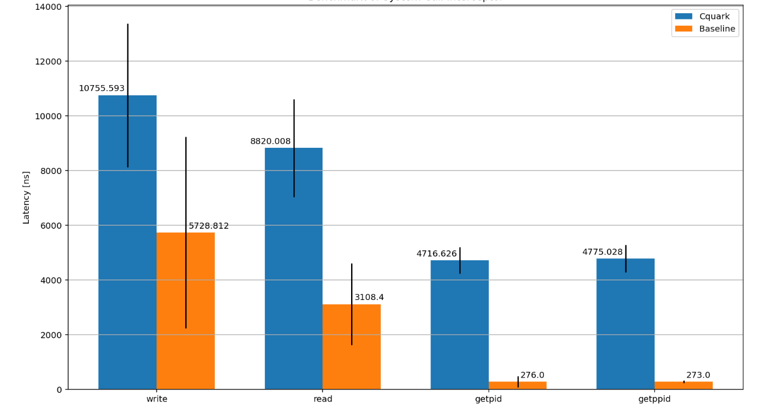 14000
12000
10000
8000
6000
4000
2000
0
Latency [ns]
Cquark
Baseline
10755.593
5728.812
8820.008
3108.4
4716.626
276.0
4775.028
273.0
write
read
getpid
getppid